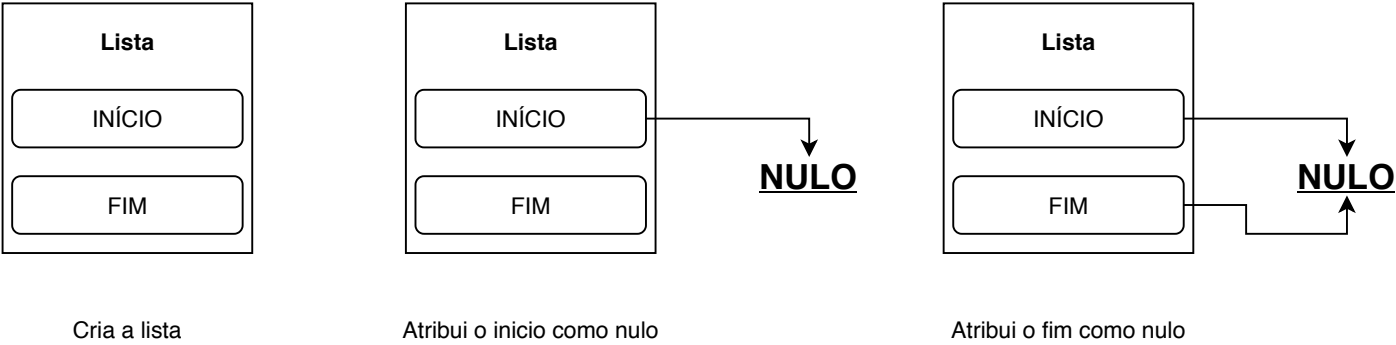 Lista
INÍCIO
FIM
Cria a lista
Lista
INÍCIO
NULO
FIM
Atribui o inicio como nulo
Lista
INÍCIO
NULO
FIM
Atribui o fim como nulo